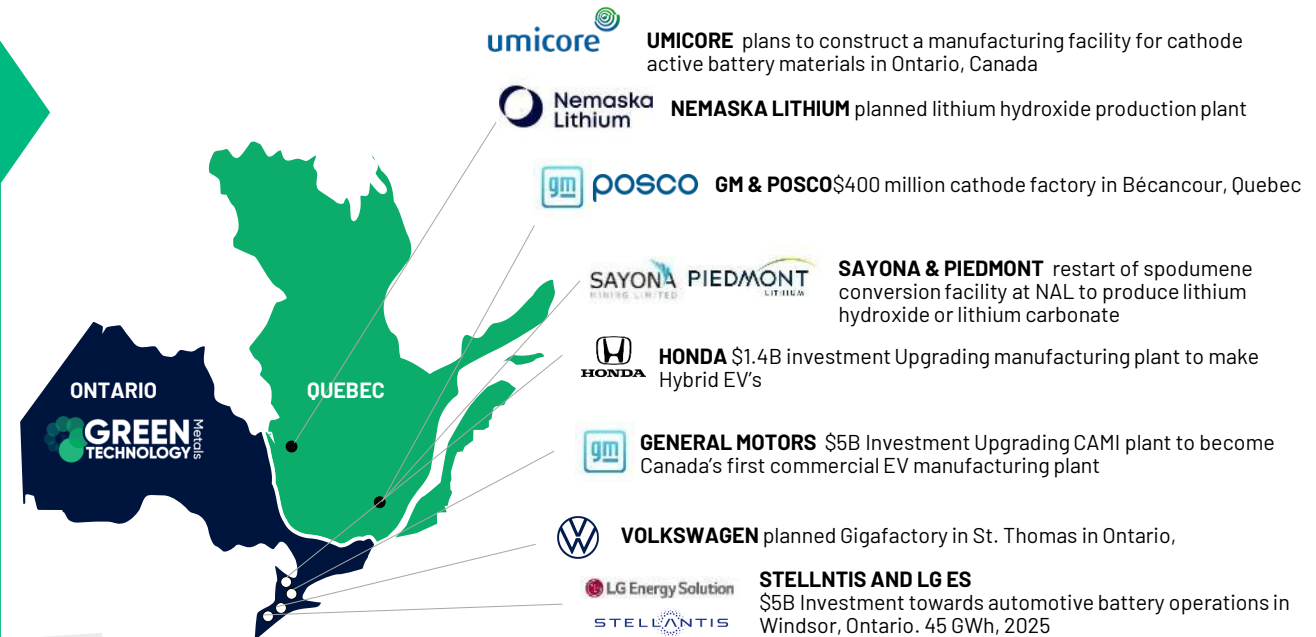 umicore
UMICORE plans to construct a manufacturing facility for cathode
active battery materials in Ontario, Canada
Nemaska
Lithium
NEMASKA LITHIUM planned lithium hydroxide production plant
gm posco
GM & POSCO$400 million cathode factory in Bécancour, Quebec
SAYONA
MINING LIMITED
PIEDMONT
LITHIUM
SAYONA & PIEDMONT restart of spodumene
conversion facility at NAL to produce lithium
hydroxide or lithium carbonate
HONDA
HONDA $1.4B investment Upgrading manufacturing plant to make
Hybrid EV's
ONTARIO
QUEBEC
GREEN
TECHNOLOGY
Metals
gm
GENERAL MOTORS $5B Investment Upgrading CAMI plant to become
Canada's first commercial EV manufacturing plant
VOLKSWAGEN planned Gigafactory in St. Thomas in Ontario,
LG Energy Solution
STELLANTIS
STELLNTIS AND LG ES
$5B Investment towards automotive battery operations in
Windsor, Ontario. 45 GWh, 2025